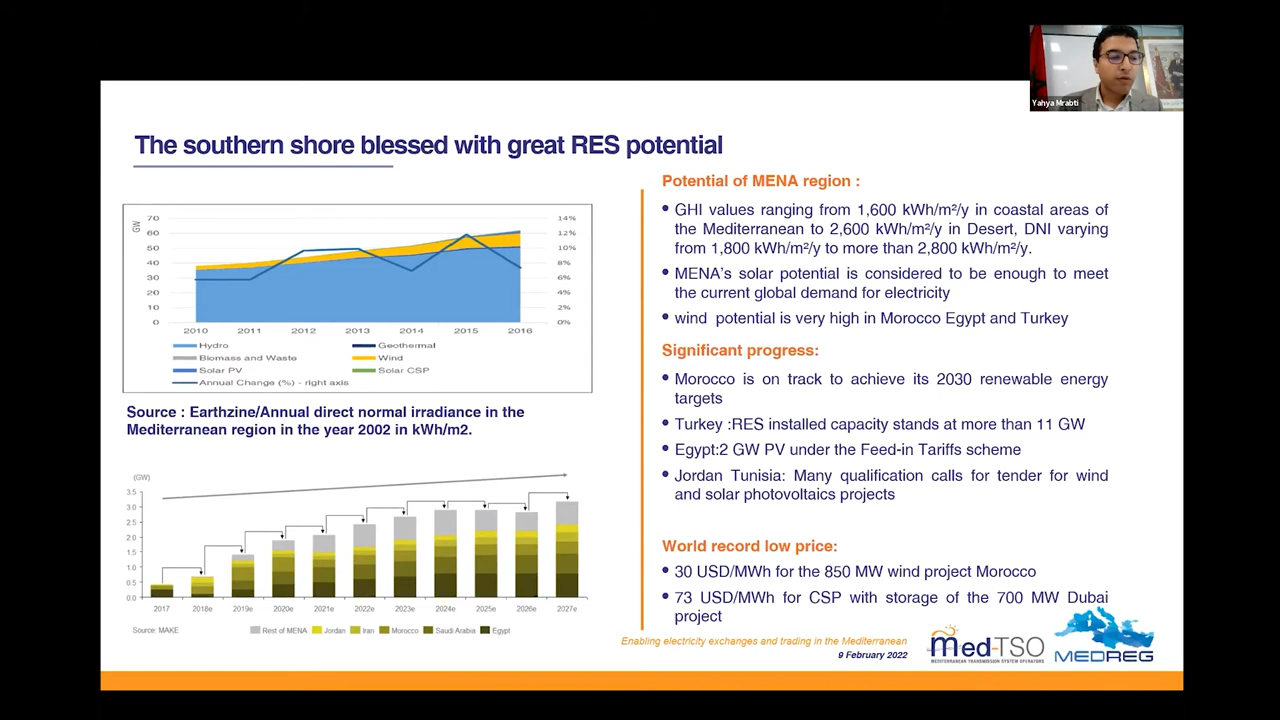 Yahya Mrabti
The southern shore blessed with great RES potential
GW
70
60
50
40
30
20
10
0
14%
12%
10%
8%
6%
4%
2%
0%
2010 2011 2012 2013 2014 2015 2016
Hydro Geothermal
Biomass and Waste Wind
Solar PV Solar CSP
Annual Change (%) - right axis
Source : Earthzine/Annual direct normal irradiance in the
Mediterranean region in the year 2002 in kWh/m2.
(GW)
3.5
3.0
2.5
2.0
1.5
1.0
0.5
0.0
2017 2018e 2019e 2020e 2021e 2022e 2023e 2024e 2025e 2026e 2027e
Source: MAKE Rest of MENA Jordan Iran Morocco Saudi Arabia Egypt
Potential of MENA region :
• GHI values ranging from 1,600 kWh/m²/y in coastal areas of
the Mediterranean to 2,600 kWh/m²/y in Desert, DNI varying
from 1,800 kWh/m²/y to more than 2,800 kWh/m²/y.
• MENA's solar potential is considered to be enough to meet
the current global demand for electricity
• wind potential is very high in Morocco Egypt and Turkey
Significant progress:
• Morocco is on track to achieve its 2030 renewable energy
targets
• Turkey :RES installed capacity stands at more than 11 GW
• Egypt:2 GW PV under the Feed-in Tariffs scheme
• Jordan Tunisia: Many qualification calls for tender for wind
and solar photovoltaics projects
World record low price:
• 30 USD/MWh for the 850 MW wind project Morocco
• 73 USD/MWh for CSP with storage of the 700 MW Dubai
project
Enabling electricity exchanges and trading in the Mediterranean
9 February 2022
Med-TSO
MEDITERRANEAN TRANSMISSION SYSTEM OPERATORS
MEDREG